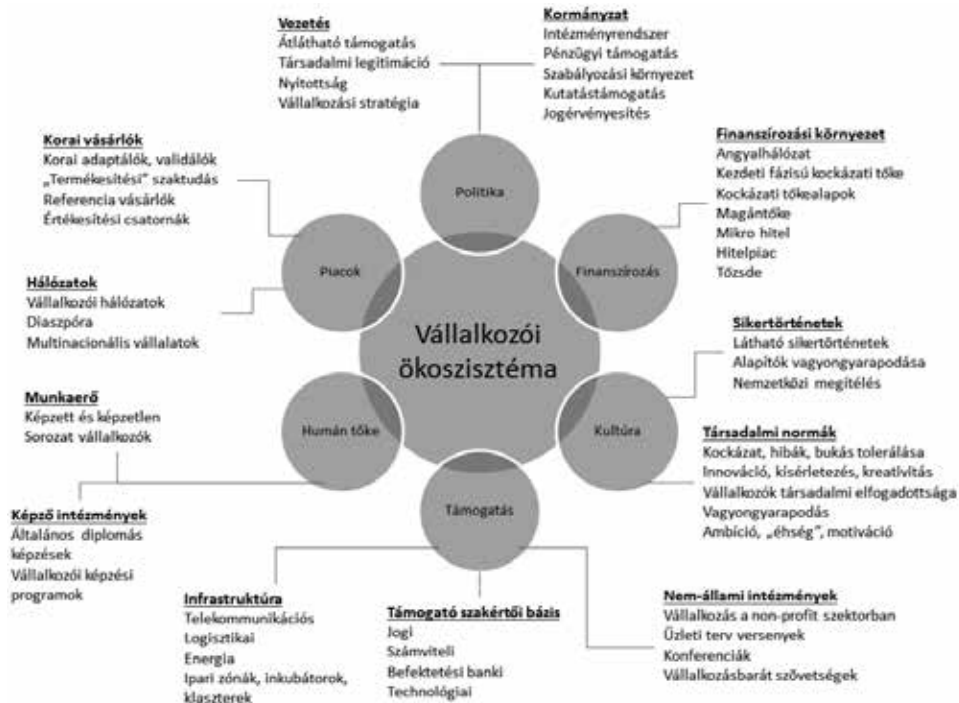 Vezetés
Átlátható támogatás
Társadalmi legitimáció
Nyitottság
Vállalkozási stratégia
Kormányzat
Intézményrendszer
Pénzügyi támogatás
Szabályozási környezet
Kutatástámogatás
Jogérvényesítés
Korai vásárlók
Korai adaptálók, validálók
„Termékesítési” szaktudás
Referencia vásárlók
Értékesítési csatornák
Finanszírozási környezet
Angyalhálózat
Kezdeti fázisú kockázati tőke
Kockázati tőkealapok
Magántőke
Mikro hitel
Hitelpiac
Tőzsde
Politika
Piacok
Finanszírozás
Hálózatok
Vállalkozói hálózatok
Diaszpóra
Multinacionális vállalatok
Vállalkozói
ökoszisztéma
Sikertörténetek
Látható sikertörténetek
Alapítók vagyongyarapodása
Nemzetközi megítélés
Munkaerő
Képzett és képzetlen
Sorozat vállalkozók
Humán tőke
Kultúra
Társadalmi normák
Kockázat, hibák, bukás tolerálása
Innováció, kísérletezés, kreativitás
Vállalkozók társadalmi elfogadottsága
Vagyongyarapodás
Ambíció, „éhség”, motiváció
Támogatás
Képző intézmények
Általános diplomás
képzések
Vállalkozói képzési
programok
Infrastruktúra
Telekommunikációs
Logisztikai
Energia
Ipari zónák, inkubátorok,
klaszterek
Támogató szakértői bázis
Jogi
Számviteli
Befektetési banki
Technológiai
Nem-állami intézmények
Vállalkozás a non-profit szektorban
Üzleti terv versenyek
Konferenciák
Vállalkozásbarát szövetségek